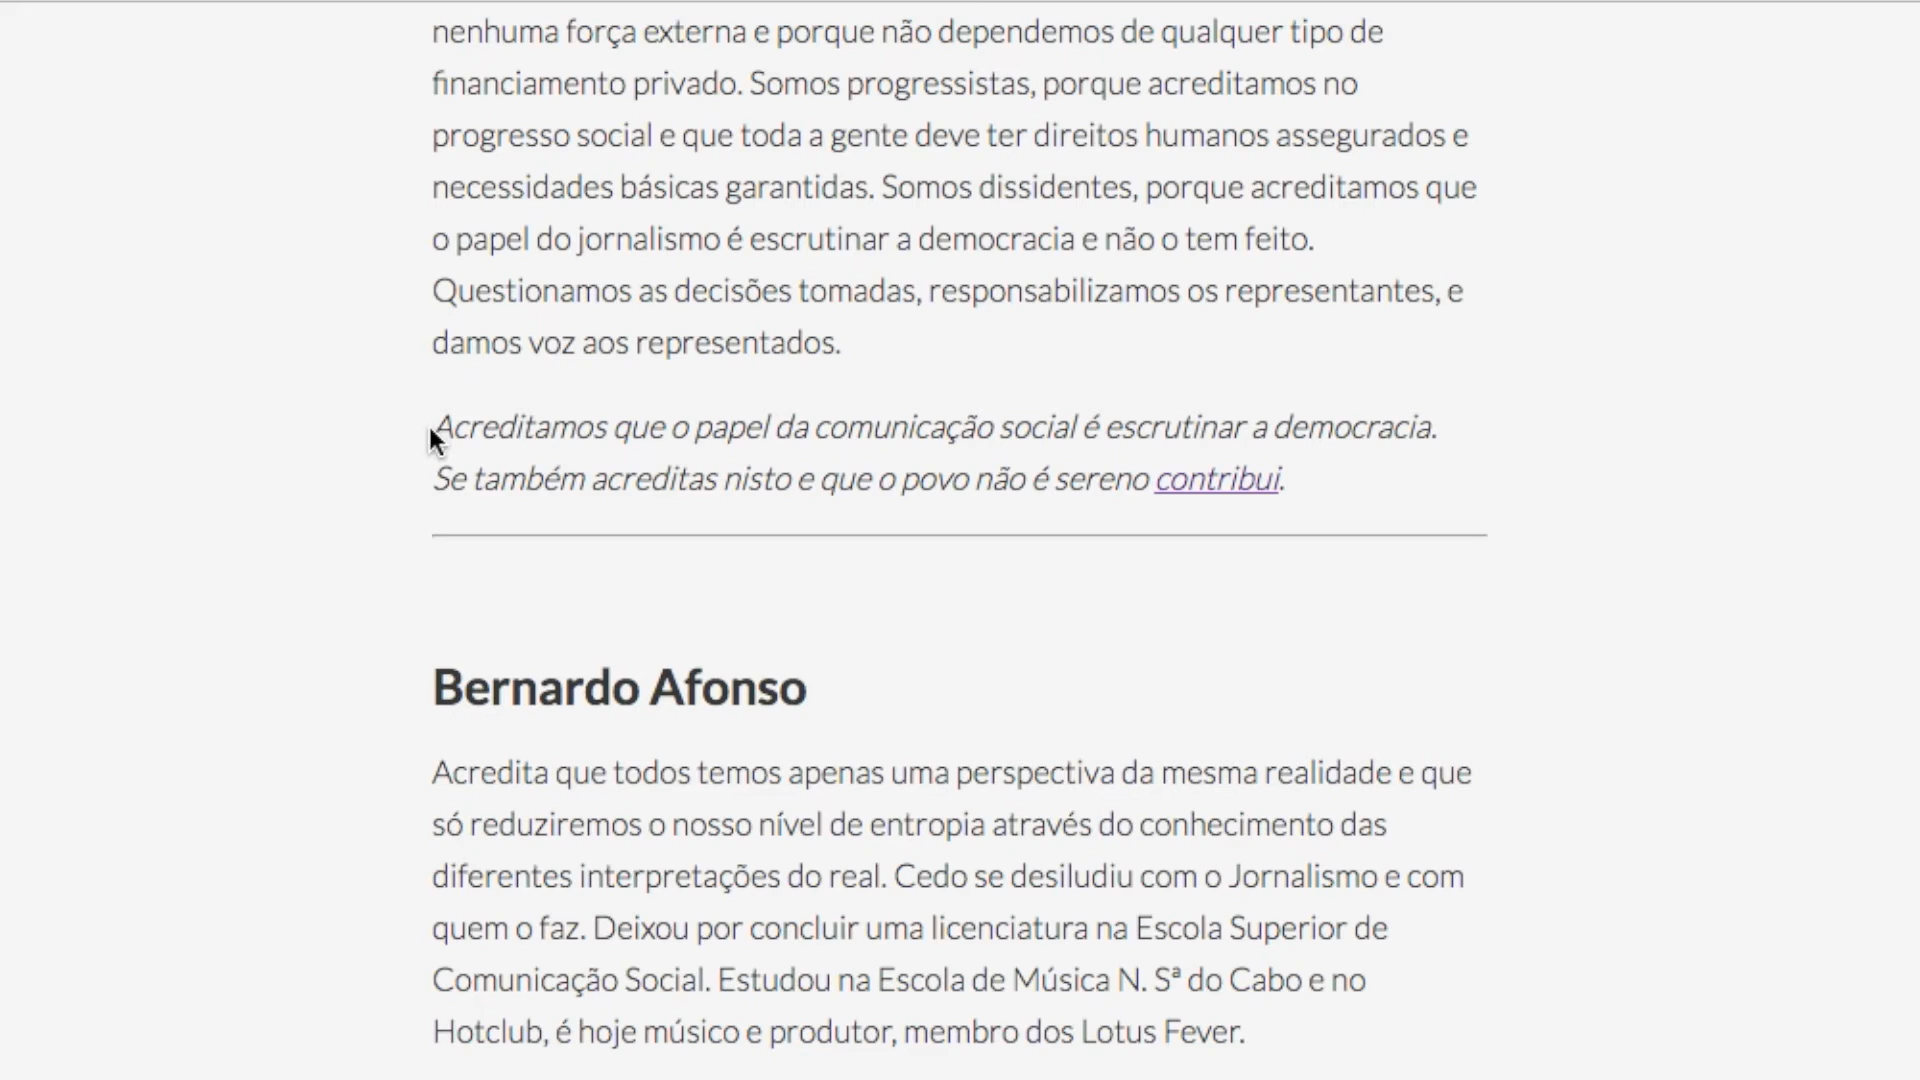 nenhuma força externa e porque não dependemos de qualquer tipo de
financiamento privado. Somos progressistas, porque acreditamos no
progresso social e que toda a gente deve ter direitos humanos assegurados e
necessidades básicas garantidas. Somos dissidentes, porque acreditamos que
o papel do jornalismo é escrutinar a democracia e não o tem feito.
Questionamos as decisões tomadas, responsabilizamos os representantes, e
damos voz aos representados.
Acreditamos que o papel da comunicação social é escrutinar a democracia.
Se também acreditas nisto e que o povo não é sereno contribui.
Bernardo Afonso
Acredita que todos temos apenas uma perspectiva da mesma realidade e que
só reduziremos o nosso nível de entropia através do conhecimento das
diferentes interpretações do real. Cedo se desiludiu com o Jornalismo e com
quem o faz. Deixou por concluir uma licenciatura na Escola Superior de
Comunicação Social. Estudou na Escola de Música N. Sª do Cabo e no
Hotclub, é hoje músico e produtor, membro dos Lotus Fever.